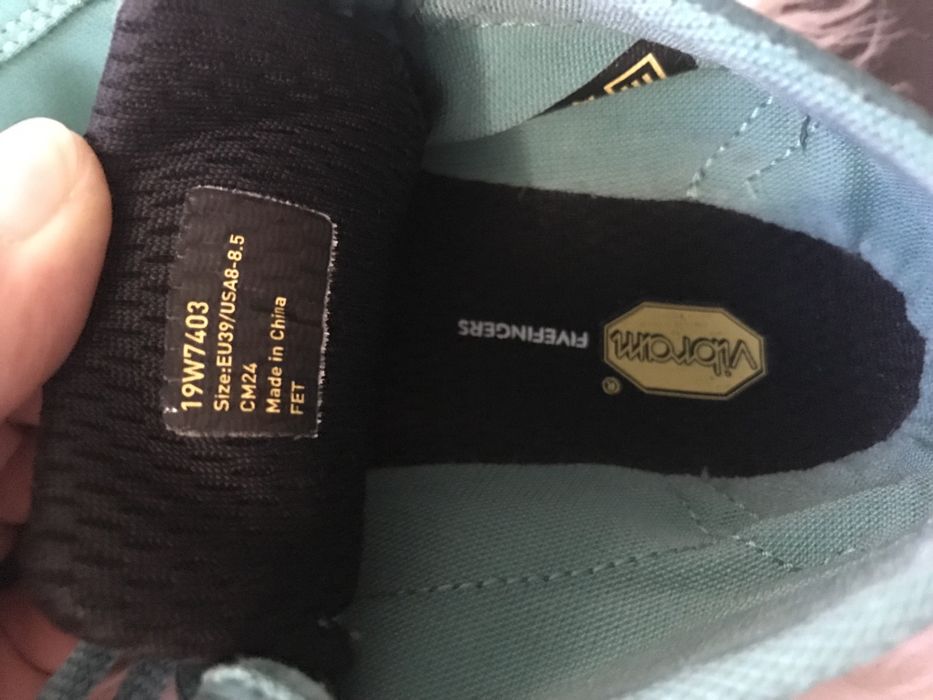 19W7403
Size:EU39/USA8-8.5
CM24
Made in China
FET
vibram®
FIVEFINGERS